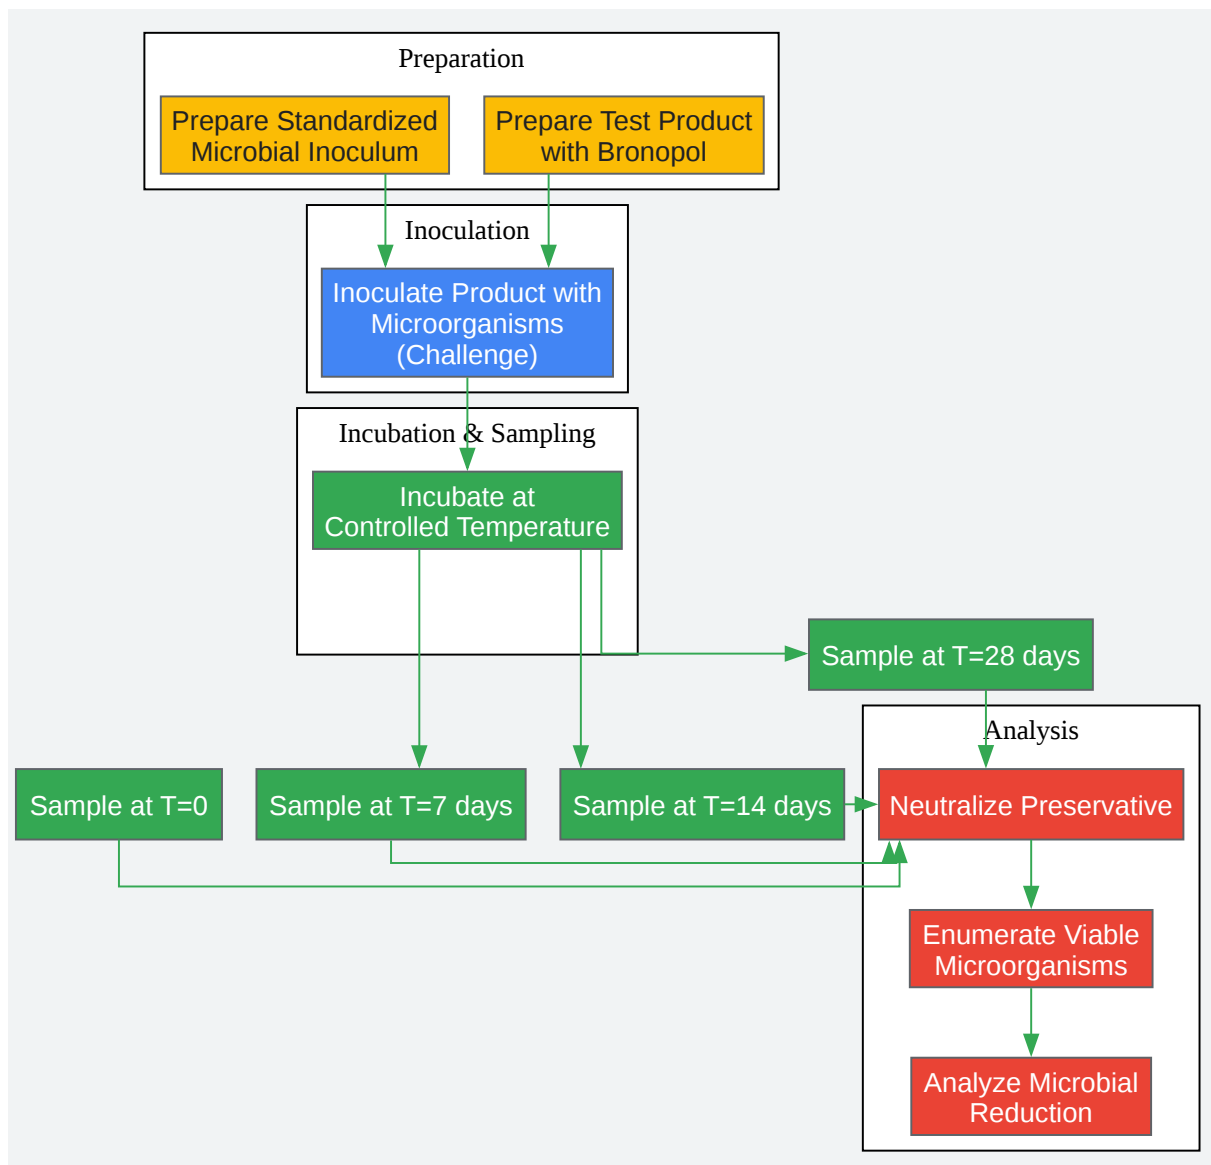 Preparation
Prepare Standardized
Microbial Inoculum
Prepare Test Product
with Bronopol
Inoculation
Inoculate Product with
Microorganisms
(Challenge)
Incubation & Sampling
Incubate at
Controlled Temperature
Sample at T=28 days
Analysis
Sample at T=0
Sample at T=7 days
Sample at T=14 days
Neutralize Preservative
Enumerate Viable
Microorganisms
Analyze Microbial
Reduction